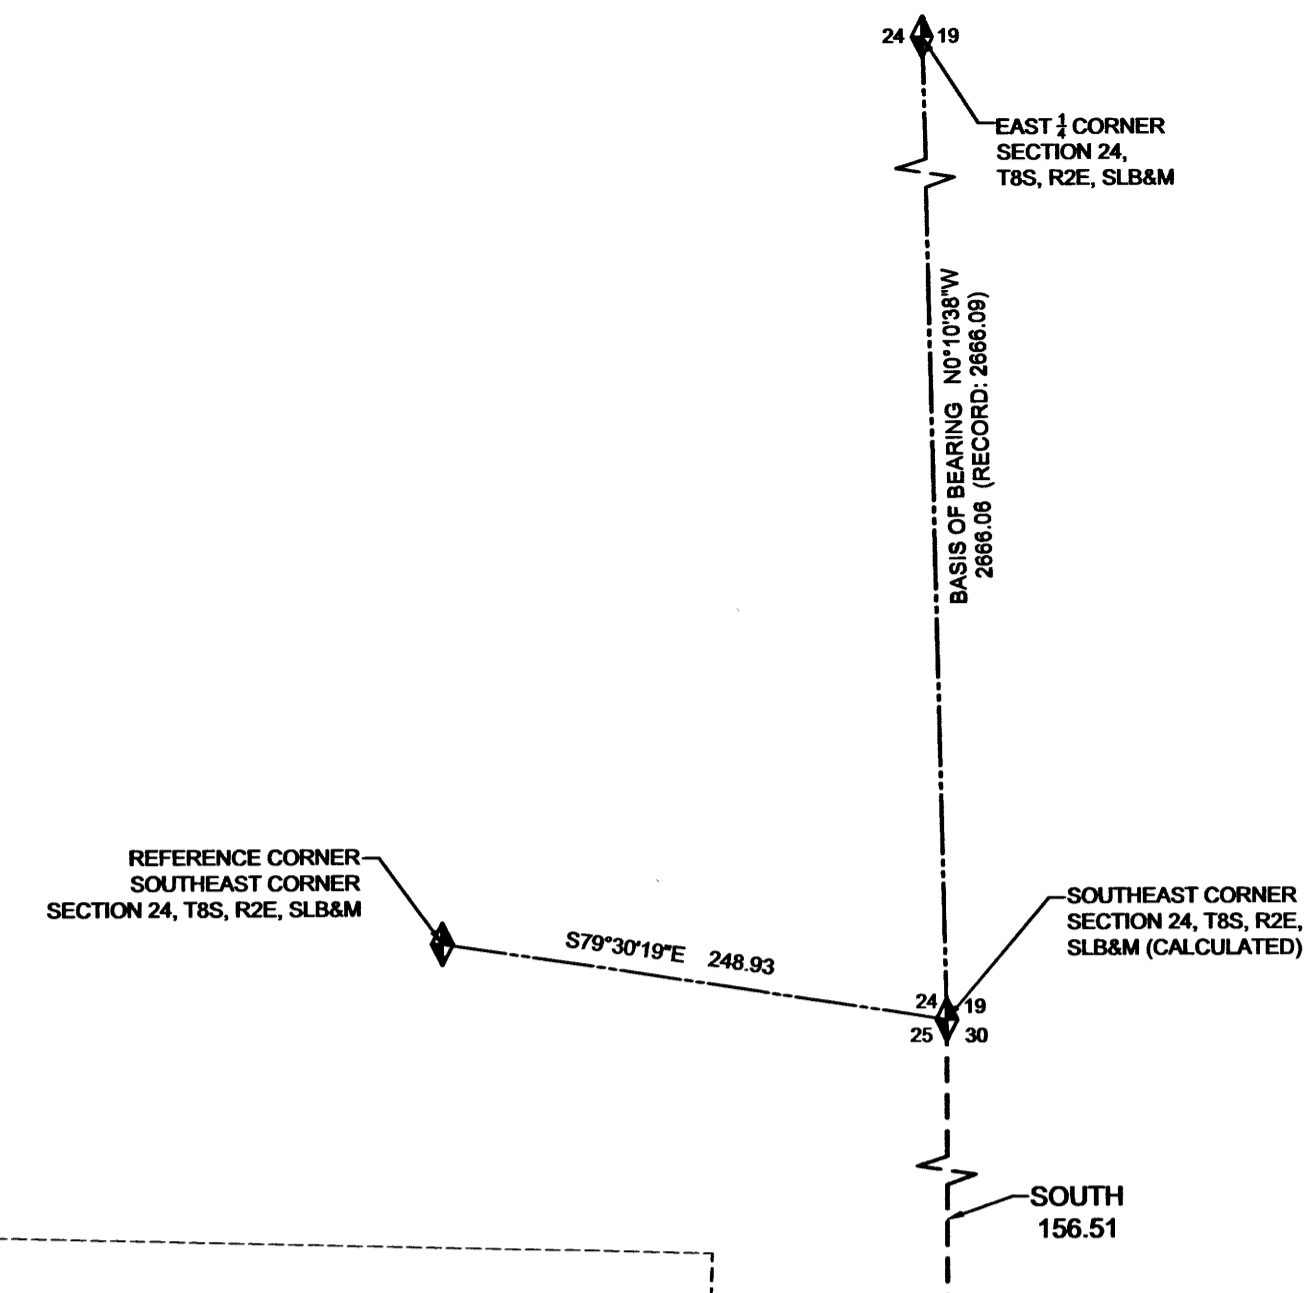 24 19
EAST 1/4 CORNER
SECTION 24,
T8S, R2E, SLB&M
BASIS OF BEARING N0°10'38"W
2666.06 (RECORD: 2666.09)
REFERENCE CORNER
SOUTHEAST CORNER
SECTION 24, T8S, R2E, SLB&M
S79°30'19"E 248.93
SOUTHEAST CORNER
SECTION 24, T8S, R2E,
SLB&M (CALCULATED)
24 19
25 30
SOUTH
156.51